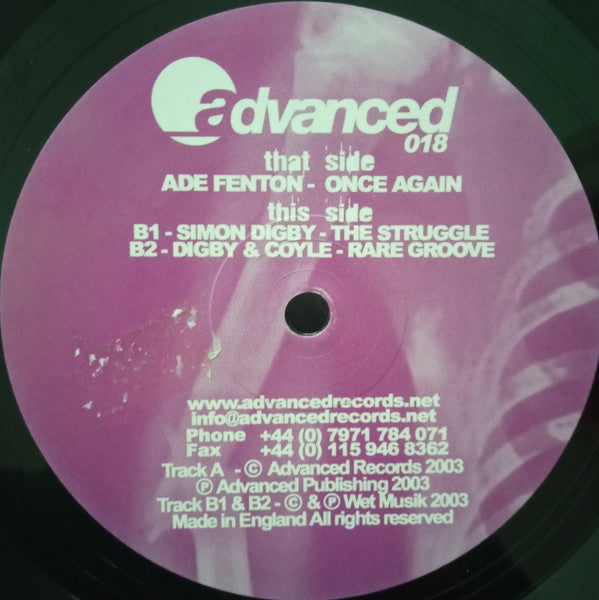 advanced
018
that side
ADE FENTON - ONCE AGAIN
this side
B1 - SIMON DIGBY - THE STRUGGLE
B2 - DIGBY & COYLE - RARE GROOVE
www.advancedrecords.net
info@advancedrecords.net
Phone +44 (0) 7971 784 071
Fax +44 (0) 115 946 8362
Track A - © Advanced Records 2003
℗ Advanced Publishing 2003
Track B1 & B2 - © & ℗ Wet Musik 2003
Made in England All rights reserved